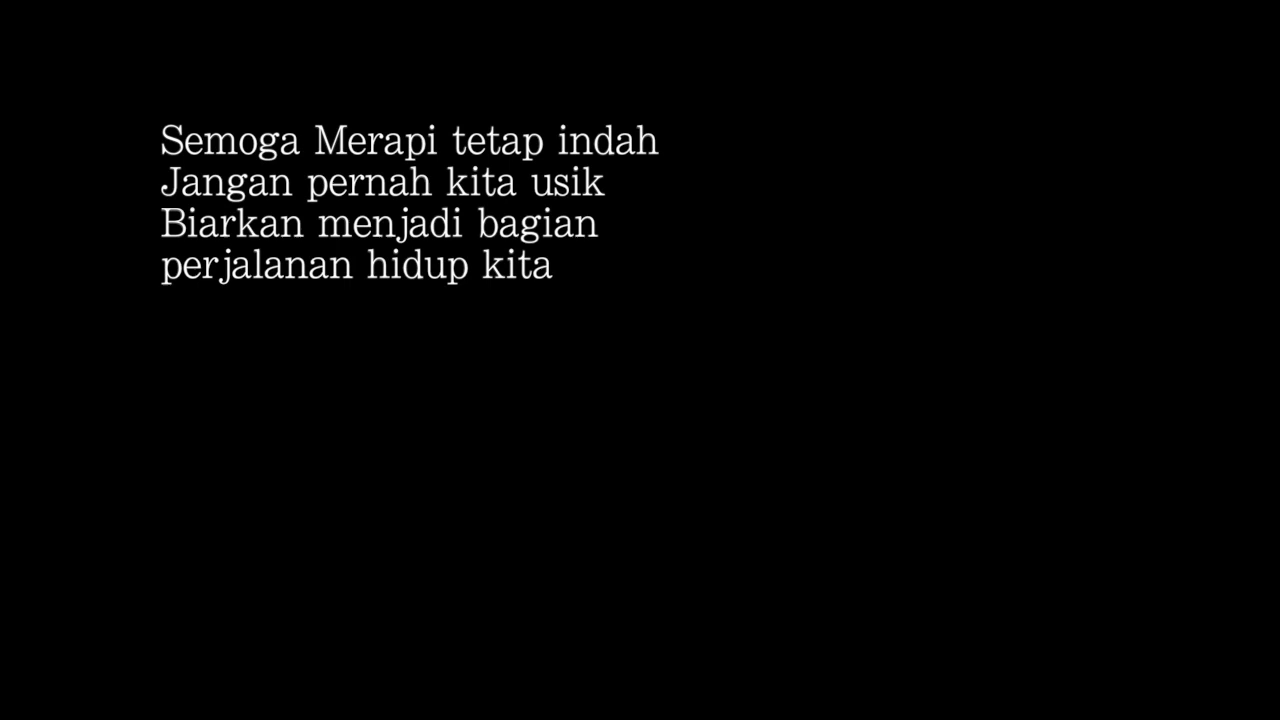 Semoga Merapi tetap indah
Jangan pernah kita usik
Biarkan menjadi bagian
perjalanan hidup kita